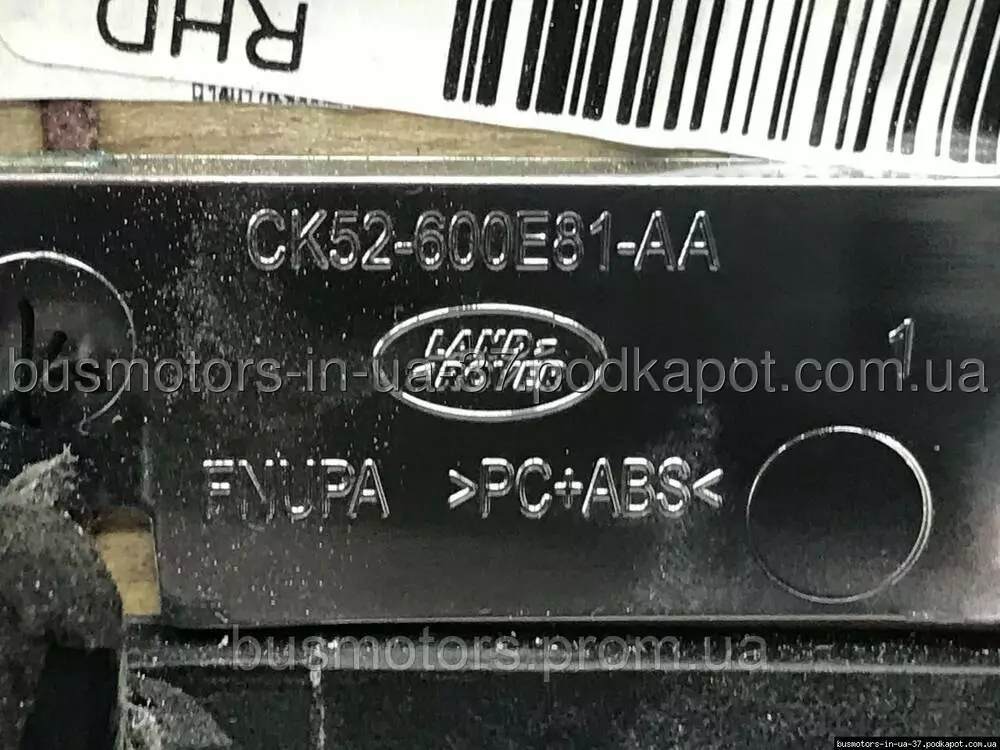 RHD
CK52-600E81-AA
LAND
ROVER
1
busmotors-in-ua-37.podkapot.com.ua
>PC+ABS<
busmotors.prom.ua
busmotors-in-ua-37.podkapot.com.ua